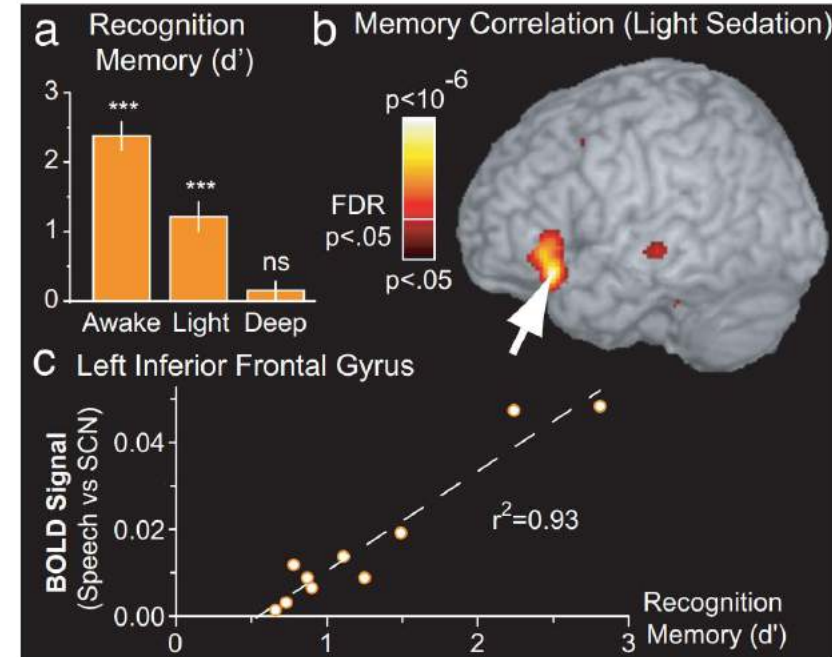 a Recognition
Memory (d')
3
2
1
0
***
***
ns
Awake Light Deep
b Memory Correlation (Light Sedation)
p<10^-6
FDR
p<.05
p<.05
c Left Inferior Frontal Gyrus
BOLD Signal
(Speech vs SCN)
0.04
0.02
0.00
r²=0.93
0 1 2 3
Recognition
Memory (d')